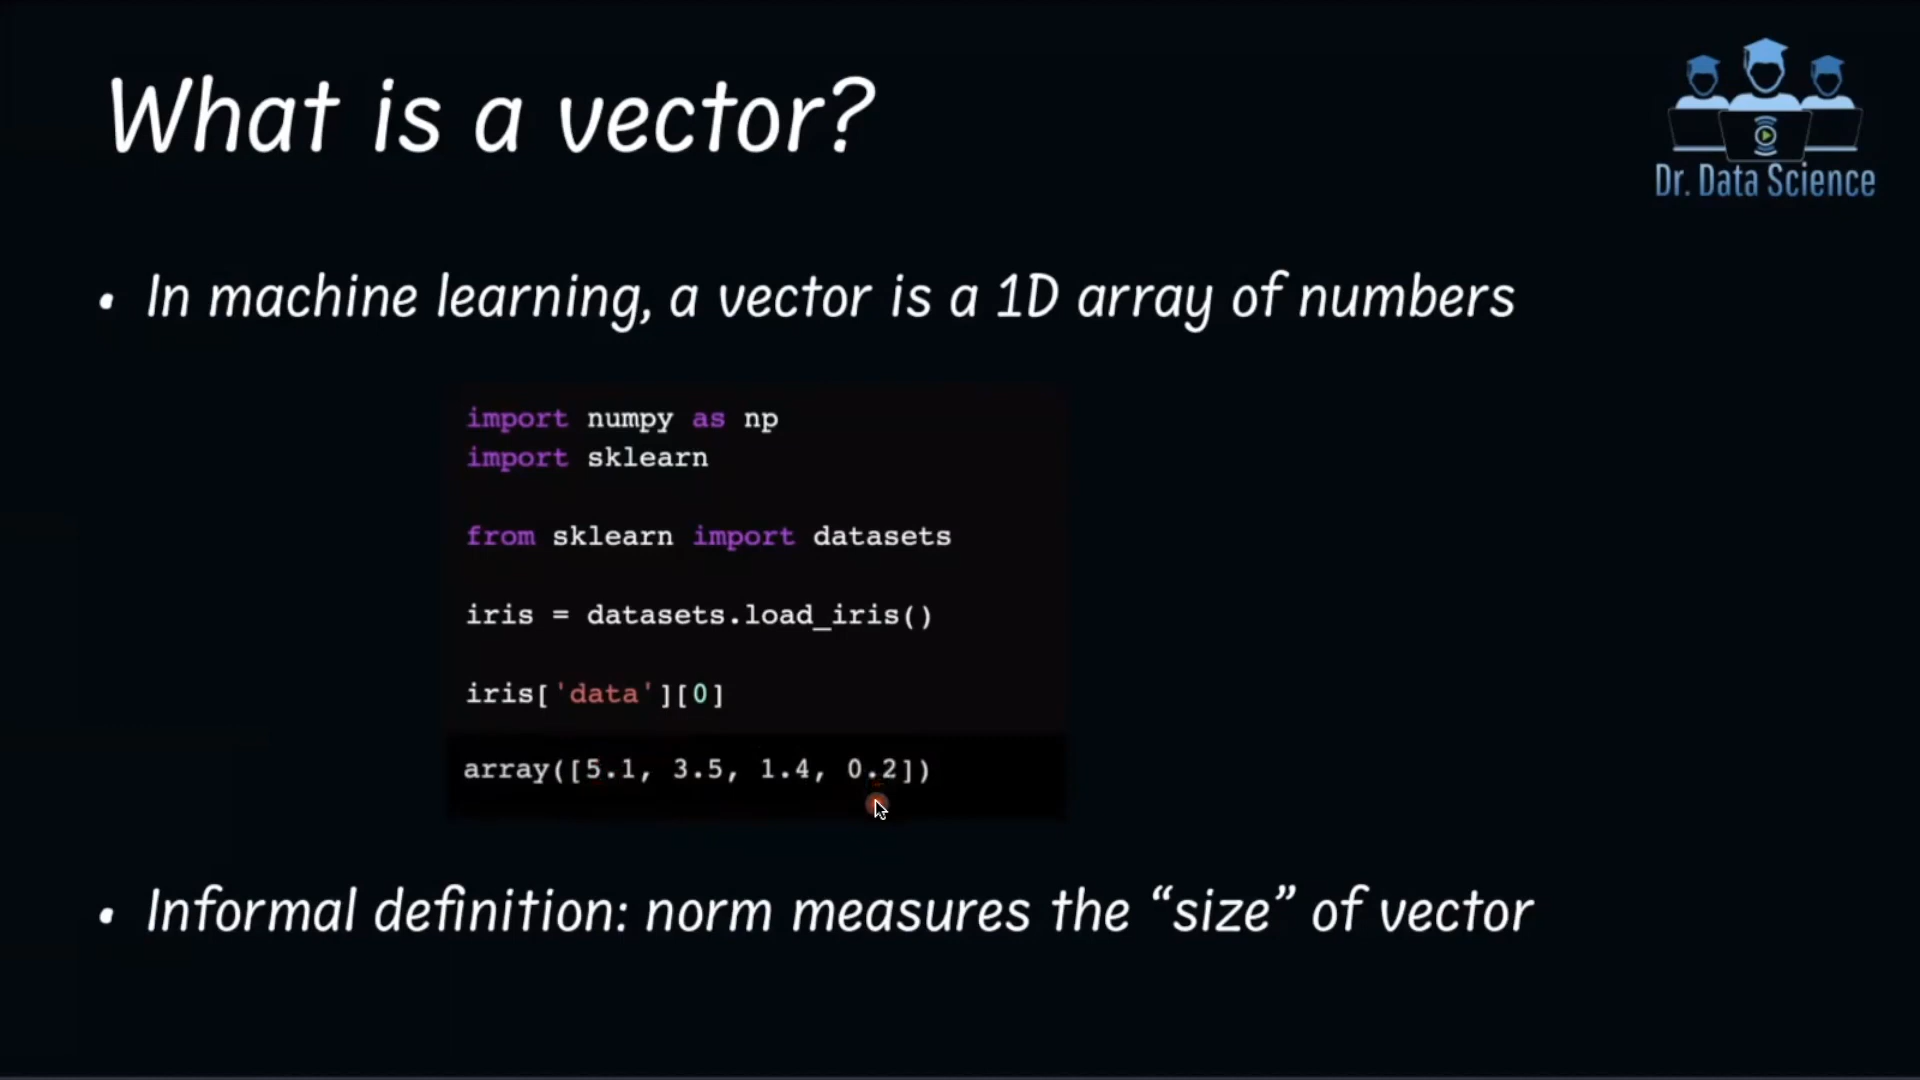 What is a vector?
Dr. Data Science
• In machine learning, a vector is a 1D array of numbers
import numpy as np
import sklearn
from sklearn import datasets
iris = datasets.load_iris()
iris['data'][0]
array([5.1, 3.5, 1.4, 0.2])
• Informal definition: norm measures the “size” of vector